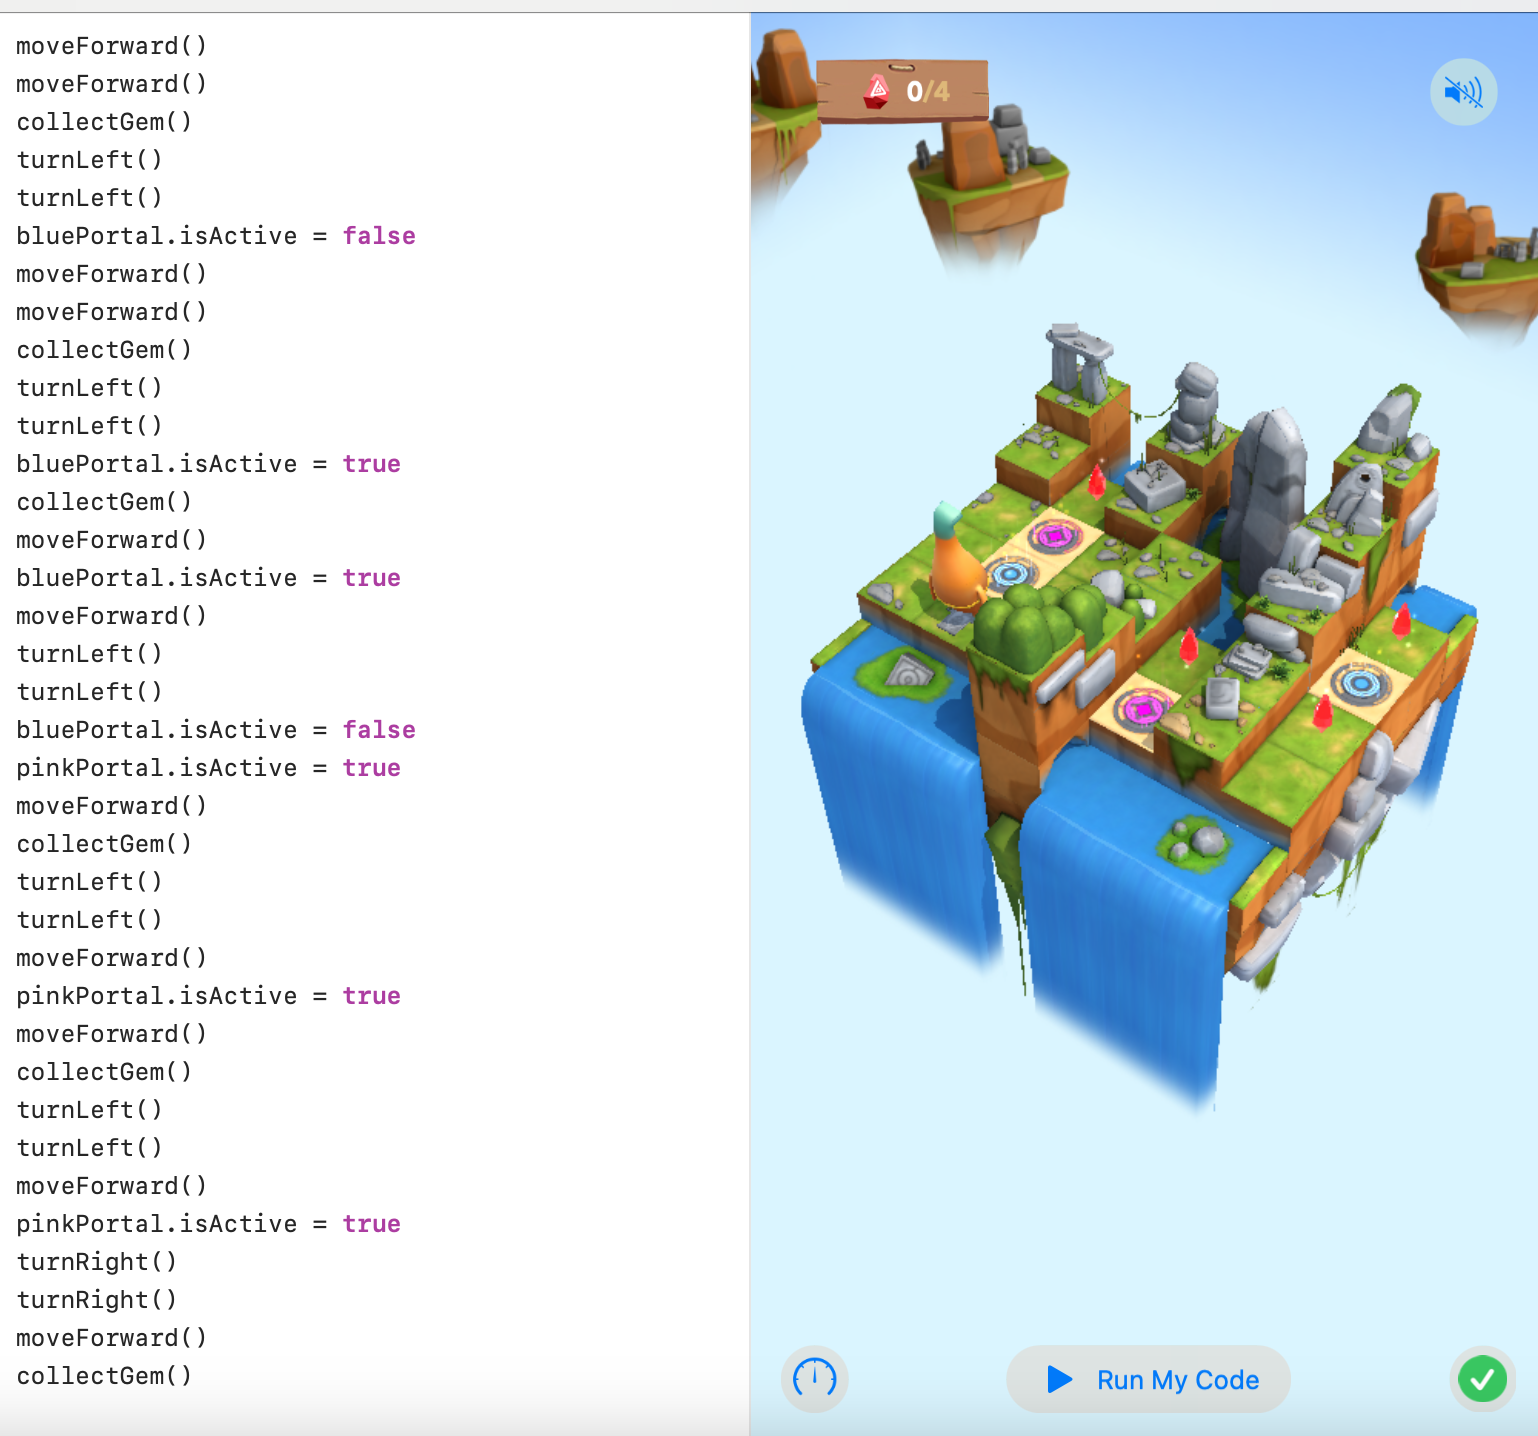 moveForward()
moveForward()
collectGem()
turnLeft()
turnLeft()
bluePortal.isActive = false
moveForward()
moveForward()
collectGem()
turnLeft()
turnLeft()
bluePortal.isActive = true
collectGem()
moveForward()
bluePortal.isActive = true
moveForward()
turnLeft()
turnLeft()
bluePortal.isActive = false
pinkPortal.isActive = true
moveForward()
collectGem()
turnLeft()
turnLeft()
moveForward()
pinkPortal.isActive = true
moveForward()
collectGem()
turnLeft()
turnLeft()
moveForward()
pinkPortal.isActive = true
turnRight()
turnRight()
moveForward()
collectGem()
0/4
Run My Code